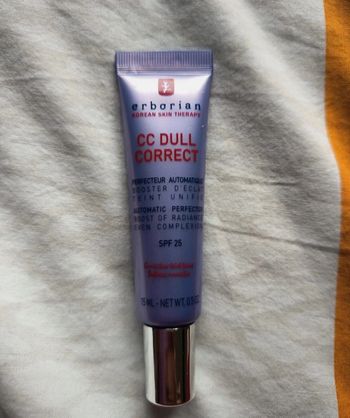 erborian
KOREAN SKIN THERAPY
CC DULL
CORRECT
PERFECTEUR AUTOMATIQUE
BOOSTER D'ÉCLAT
TEINT UNIFIÉ
AUTOMATIC PERFECTOR
BOOST OF RADIANCE
EVEN COMPLEXION
SPF 25
15 ML - NET WT. 0.5 OZ